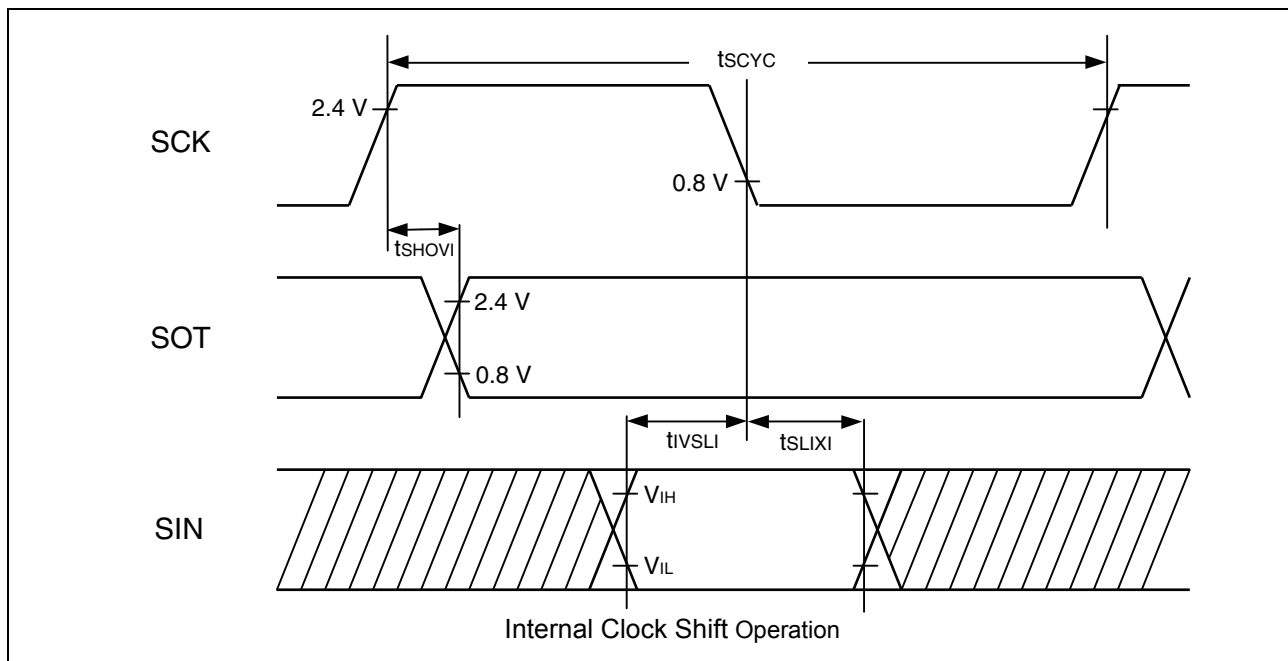 tSCYC
2.4 V
SCK
0.8 V
tSHOVI
2.4 V
SOT
0.8 V
tIVSLI
tSLIXI
VIH
SIN
VIL
Internal Clock Shift Operation